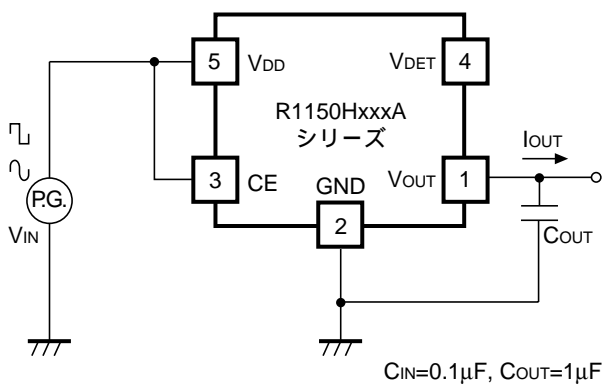 5 VDD
VDET 4
R1150HxxxA
シリーズ
IOUT
3 CE
GND
VOUT 1
P.G.
VIN
2
COUT
CIN=0.1μF, COUT=1μF